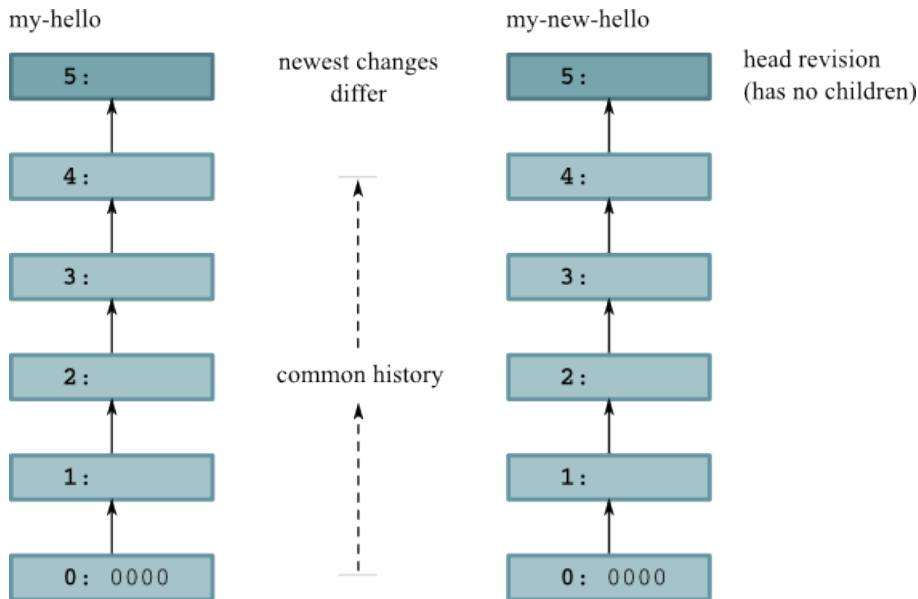 my-hello
my-new-hello
5:
newest changes
differ
5:
head revision
(has no children)
4:
4:
3:
3:
2:
common history
2:
1:
1:
0: 0000
0: 0000